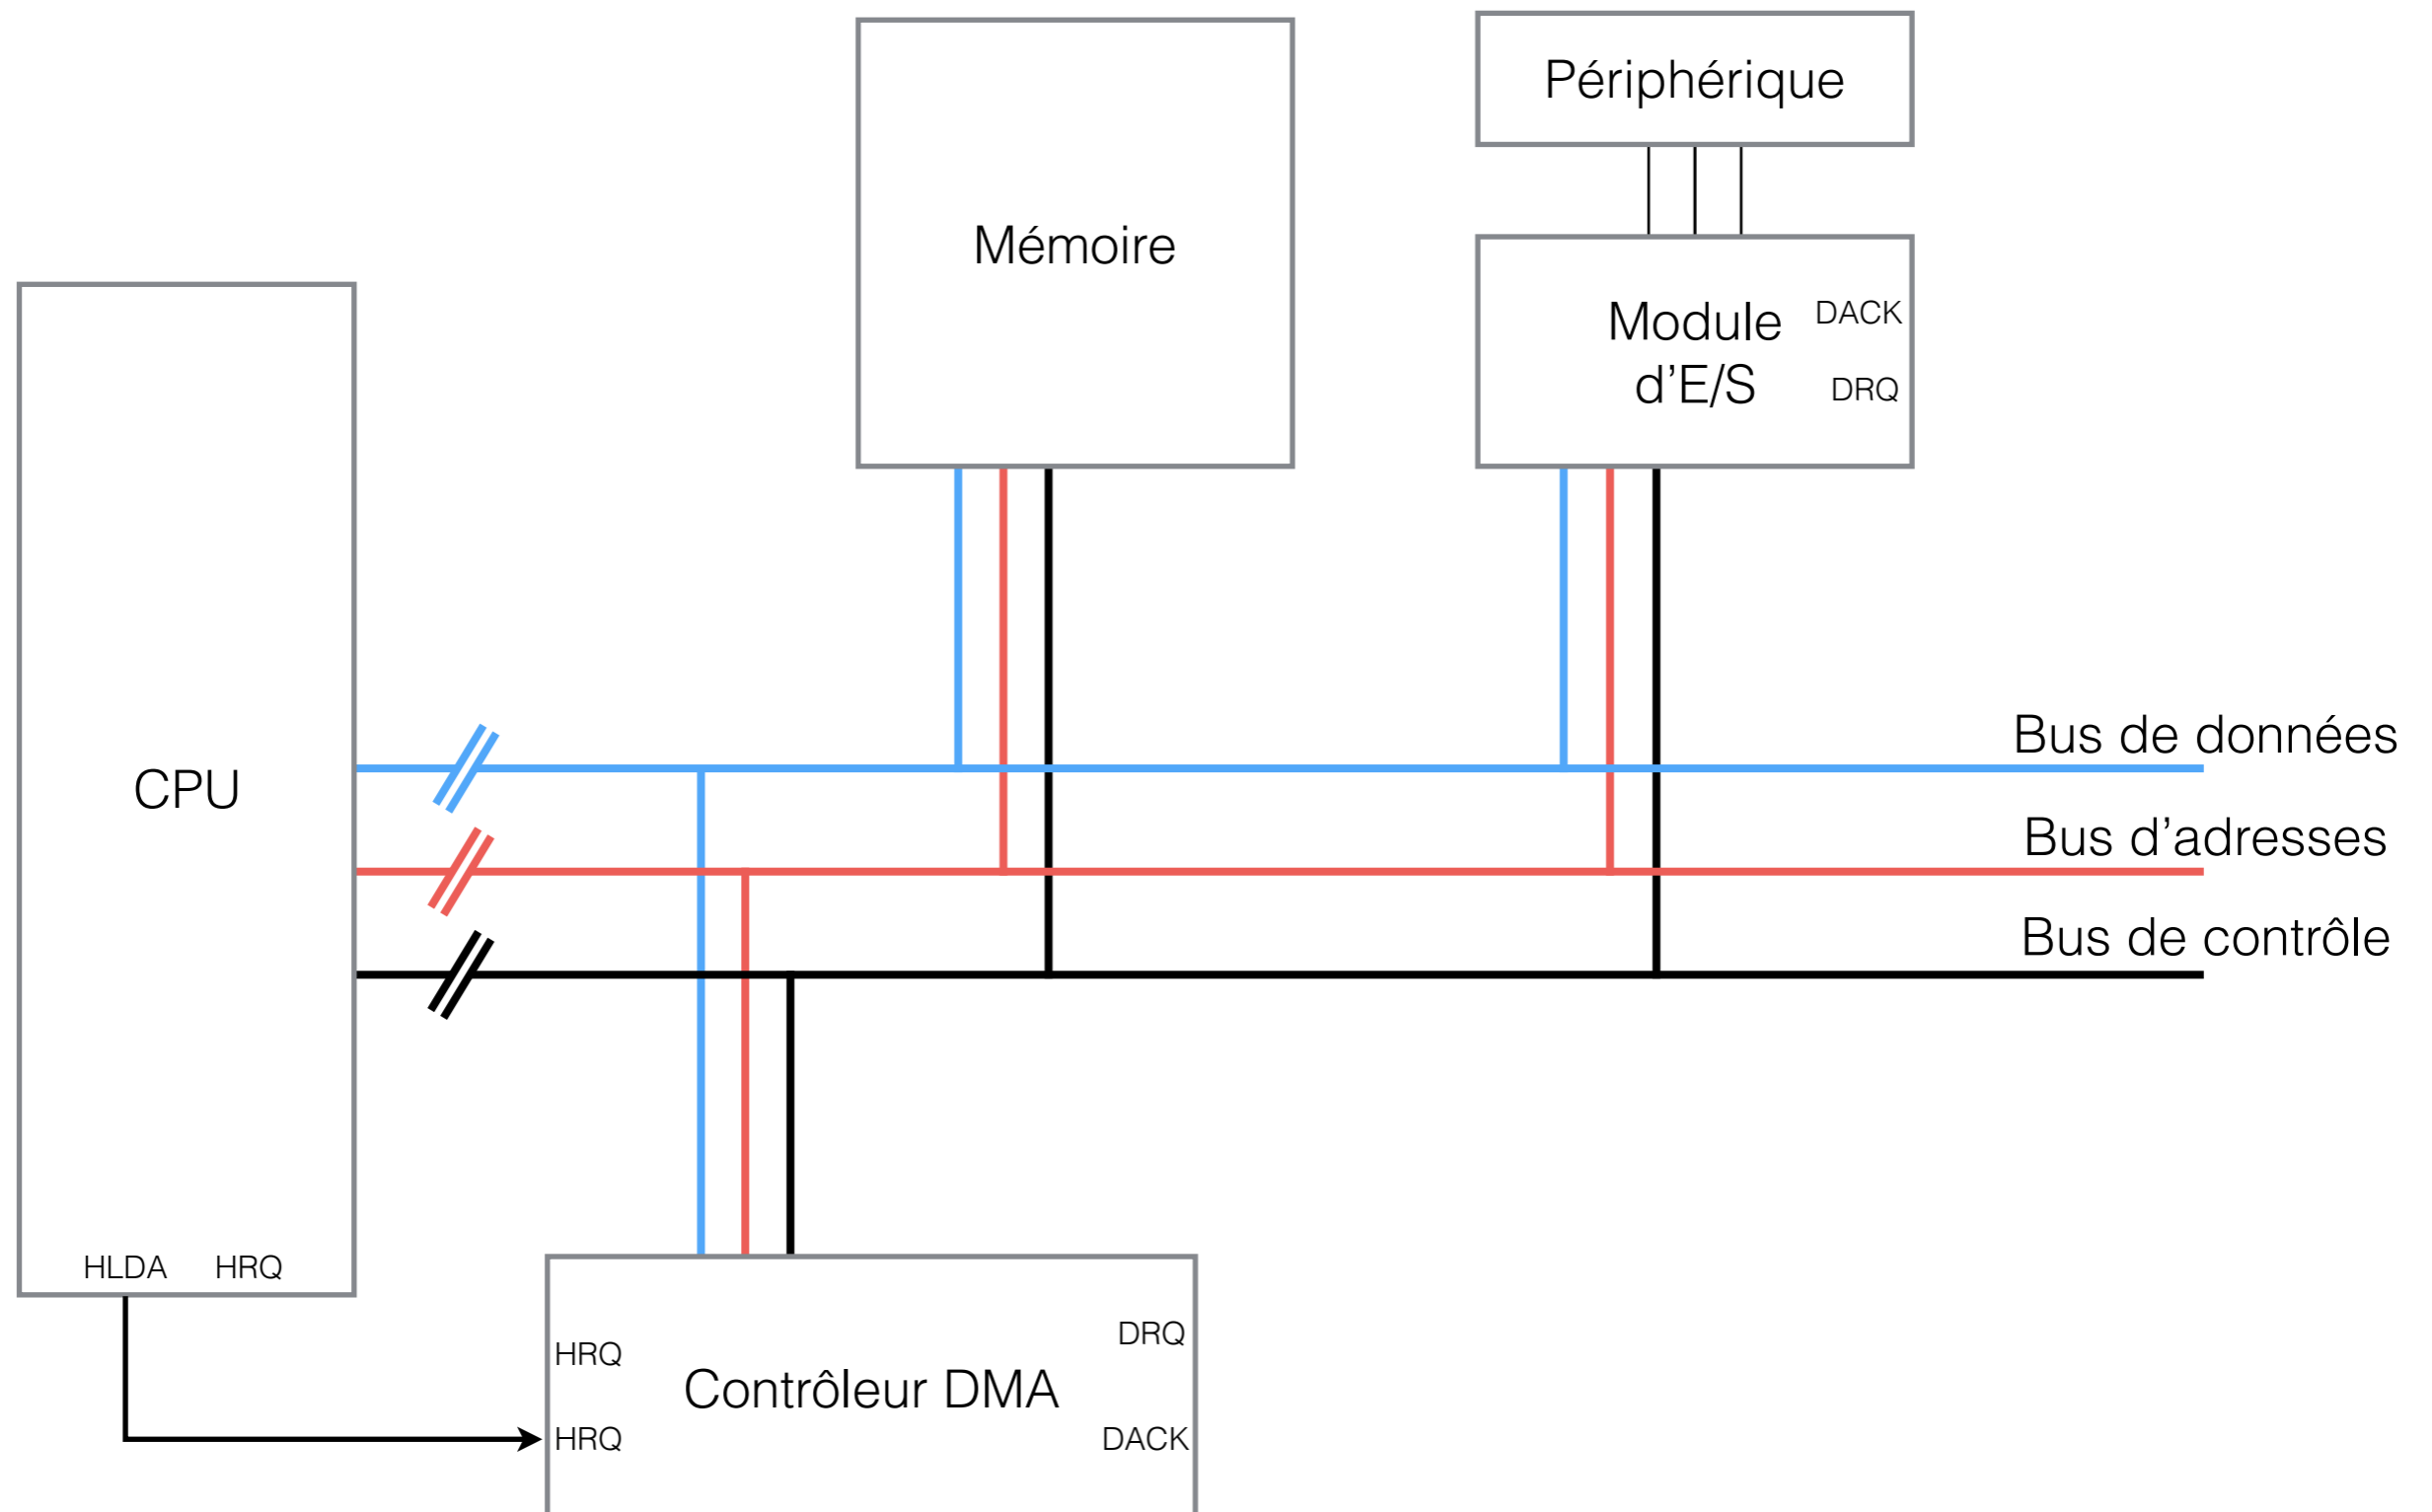 Périphérique
Mémoire
Module
d’E/S
DACK
DRQ
CPU
Bus de données
Bus d’adresses
Bus de contrôle
HLDA
HRQ
HRQ
Contrôleur DMA
HRQ
DRQ
DACK